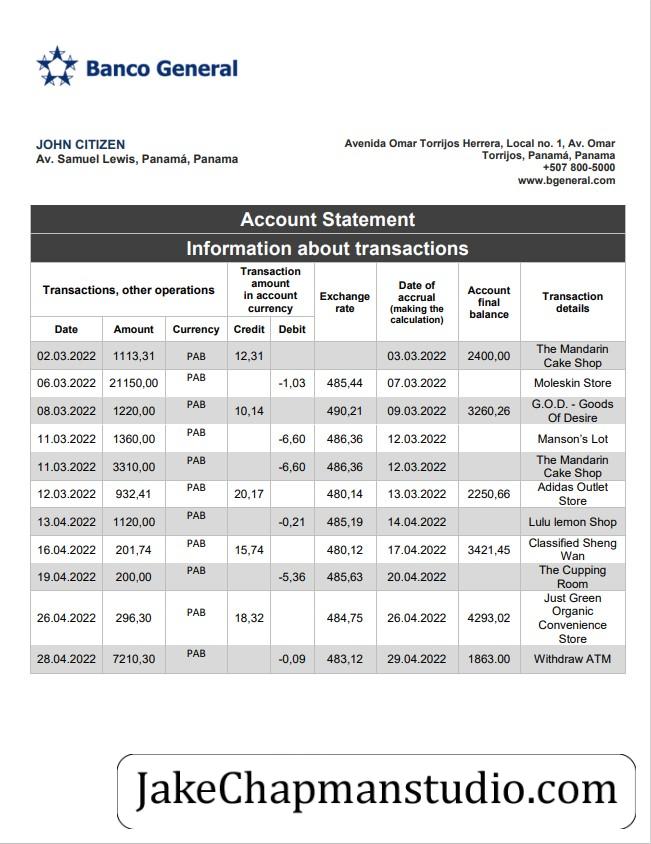 Banco General
JOHN CITIZEN
Av. Samuel Lewis, Panamá, Panama
Avenida Omar Torrijos Herrera, Local no. 1, Av. Omar
Torrijos, Panamá, Panama
+507 800-5000
www.bgeneral.com
Account Statement
Information about transactions
Transactions, other operations
Transaction
amount
in account
currency
Exchange
rate
Date of
accrual
(making the
calculation)
Account
final
balance
Transaction
details
Date Amount Currency Credit Debit
02.03.2022 1113,31 PAB 12,31 03.03.2022 2400,00 The Mandarin
Cake Shop
06.03.2022 21150,00 PAB -1,03 485,44 07.03.2022 Moleskin Store
08.03.2022 1220,00 PAB 10,14 490,21 09.03.2022 3260,26 G.O.D. - Goods
Of Desire
11.03.2022 1360,00 PAB -6,60 486,36 12.03.2022 Manson's Lot
11.03.2022 3310,00 PAB -6,60 486,36 12.03.2022 The Mandarin
Cake Shop
12.03.2022 932,41 PAB 20,17 480,14 13.03.2022 2250,66 Adidas Outlet
Store
13.04.2022 1120,00 PAB -0,21 485,19 14.04.2022 Lulu lemon Shop
16.04.2022 201,74 PAB 15,74 480,12 17.04.2022 3421,45 Classified Sheng
Wan
19.04.2022 200,00 PAB -5,36 485,63 20.04.2022 The Cupping
Room
26.04.2022 296,30 PAB 18,32 484,75 26.04.2022 4293,02 Just Green
Organic
Convenience
Store
28.04.2022 7210,30 PAB -0,09 483,12 29.04.2022 1863.00 Withdraw ATM
JakeChapmanstudio.com